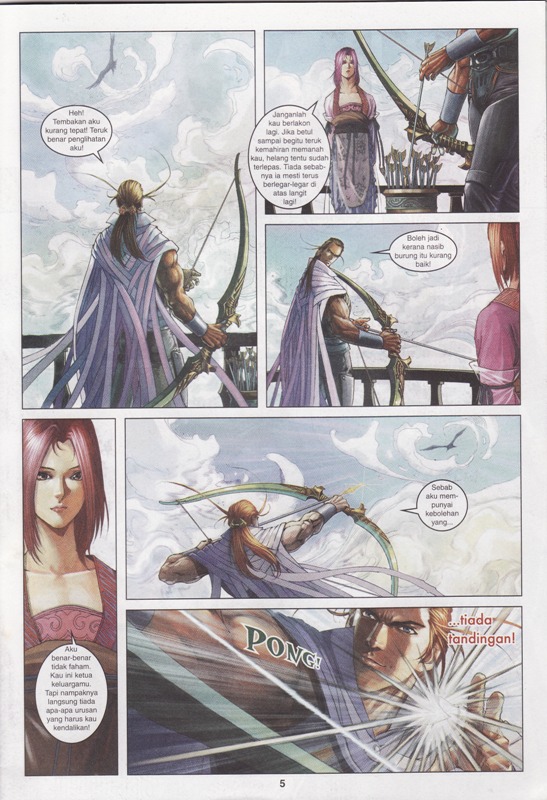 Heh!
Tembakan aku
kurang tepat! Teruk
benar penglihatan
aku!
Janganlah
kau berlakon
lagi. Jika betul
sampai begitu teruk
kemahiran memanah
kau, helang tentu sudah
terlepas. Tiada sebab-
nya ia mesti terus
berlegar-legar di
atas langit
lagi!
Boleh jadi
kerana nasib
burung itu kurang
baik!
Aku
benar-benar
tidak faham.
Kau ini ketua
keluargamu.
Tapi nampaknya
langsung tiada
apa-apa urusan
yang harus kau
kendalikan!
Sebab
aku mem-
punyai
kebolehan
yang...
PONG!
...tiada
tandingan!
5